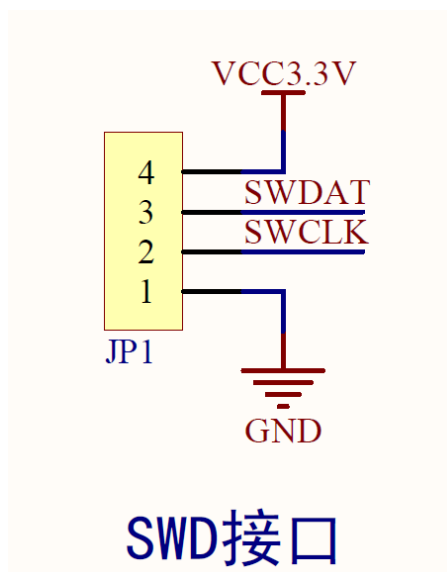 VCC3.3V
4
SWDAT
3
SWCLK
2
1
JP1
GND
SWD接口